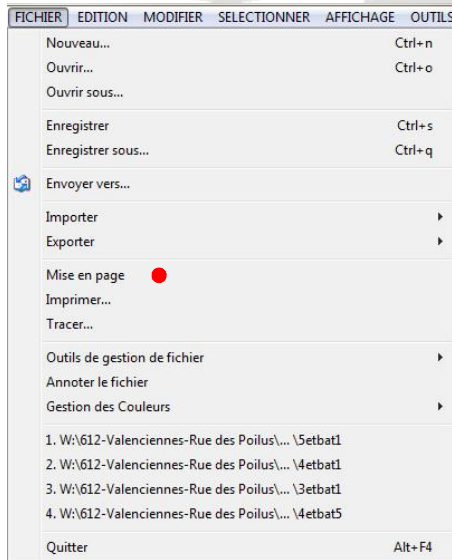 FICHIER EDITION MODIFIER SELECTIONNER AFFICHAGE OUTILS
Nouveau... Ctrl+n
Ouvrir... Ctrl+o
Ouvrir sous...
Enregistrer Ctrl+s
Enregistrer sous... Ctrl+q
Envoyer vers...
Importer
Exporter
Mise en page
Imprimer...
Tracer...
Outils de gestion de fichier
Annoter le fichier
Gestion des Couleurs
1. W:\612-Valenciennes-Rue des Poilus\... \5etbat1
2. W:\612-Valenciennes-Rue des Poilus\... \4etbat1
3. W:\612-Valenciennes-Rue des Poilus\... \3etbat1
4. W:\612-Valenciennes-Rue des Poilus\... \4etbat5
Quitter Alt+F4